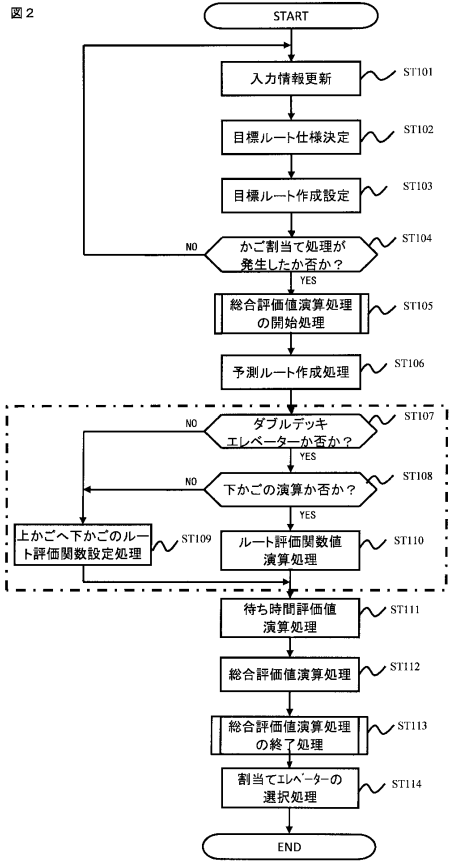 図２
START
入力情報更新
ST101
目標ルート仕様決定
ST102
目標ルート作成設定
ST103
かご割当て処理が
発生したか否か？
ST104
NO
YES
総合評価値演算処理
の開始処理
ST105
予測ルート作成処理
ST106
ダブルデッキ
エレベーターか否か？
ST107
NO
YES
下かごの演算か否か？
ST108
NO
YES
上かごへ下かごのルー
ト評価関数設定処理
ST109
ルート評価関数値
演算処理
ST110
待ち時間評価値
演算処理
ST111
総合評価値演算処理
ST112
総合評価値演算処理
の終了処理
ST113
割当てｴﾚﾍﾞｰﾀｰの
選択処理
ST114
END